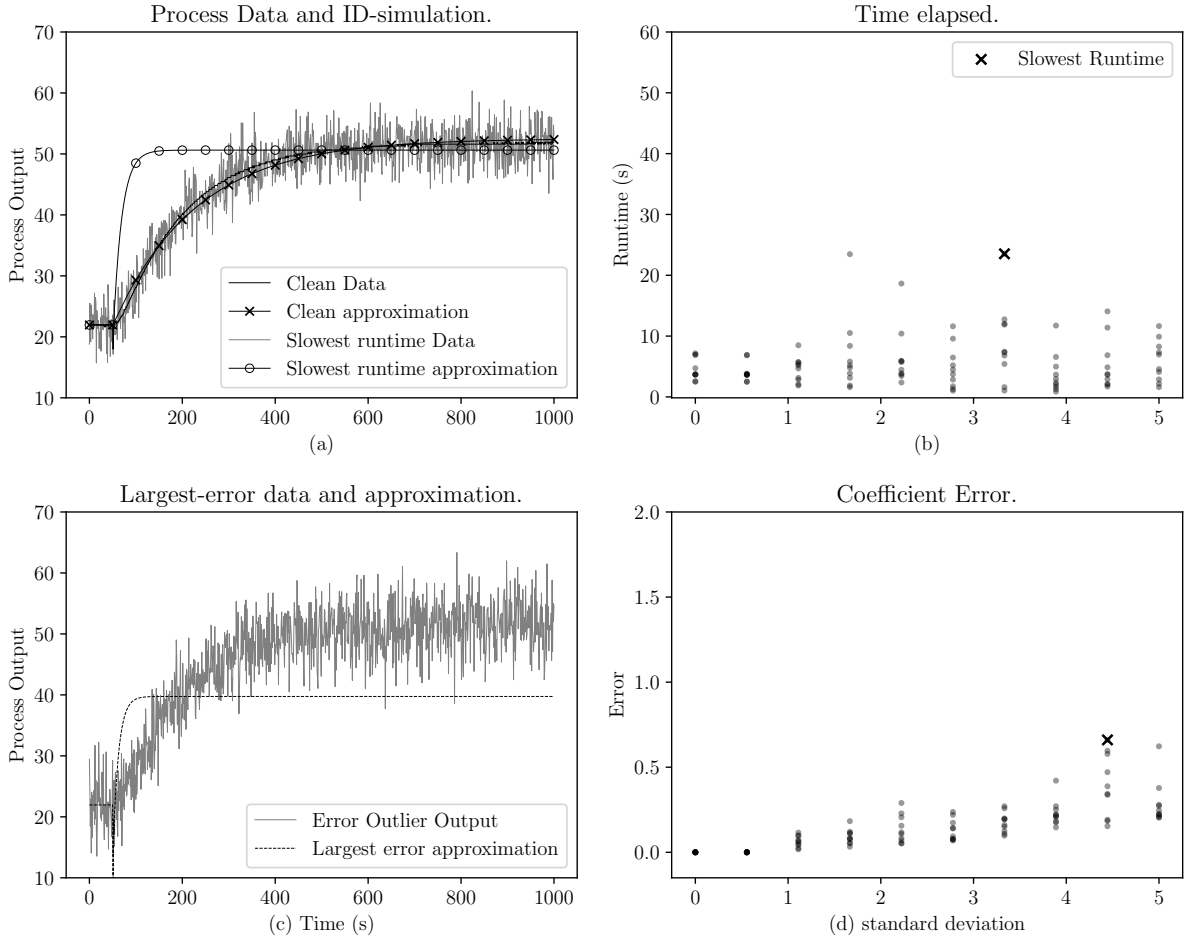 Process Data and ID-simulation.
70
60
50
40
30
20
10
Process Output
Clean Data
Clean approximation
Slowest runtime Data
Slowest runtime approximation
0 200 400 600 800 1000
(a)
Time elapsed.
60
50
40
30
20
10
0
Runtime (s)
Slowest Runtime
0 1 2 3 4 5
(b)
Largest-error data and approximation.
70
60
50
40
30
20
10
Process Output
Error Outlier Output
Largest error approximation
0 200 400 600 800 1000
(c) Time (s)
Coefficient Error.
2.0
1.5
1.0
0.5
0.0
Error
0 1 2 3 4 5
(d) standard deviation